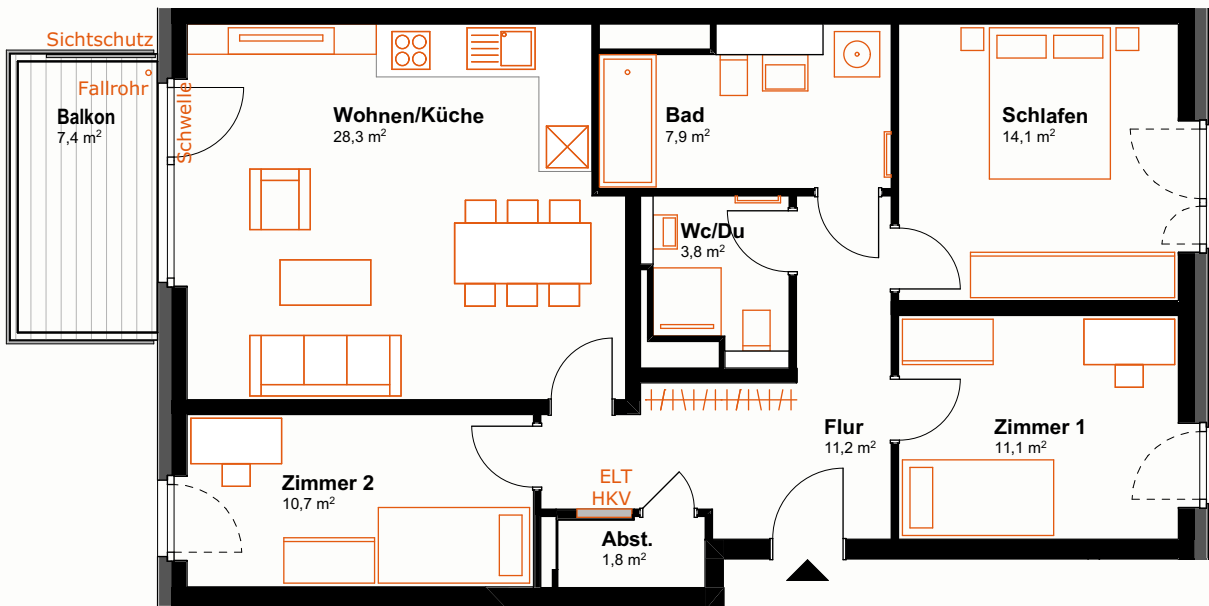 Sichtschutz
Fallrohr
Balkon
7,4 m²
Schwelle
Wohnen/Küche
28,3 m²
Bad
7,9 m²
Schlafen
14,1 m²
Wc/Du
3,8 m²
Flur
11,2 m²
Zimmer 1
11,1 m²
Zimmer 2
10,7 m²
ELT
HKV
Abst.
1,8 m²